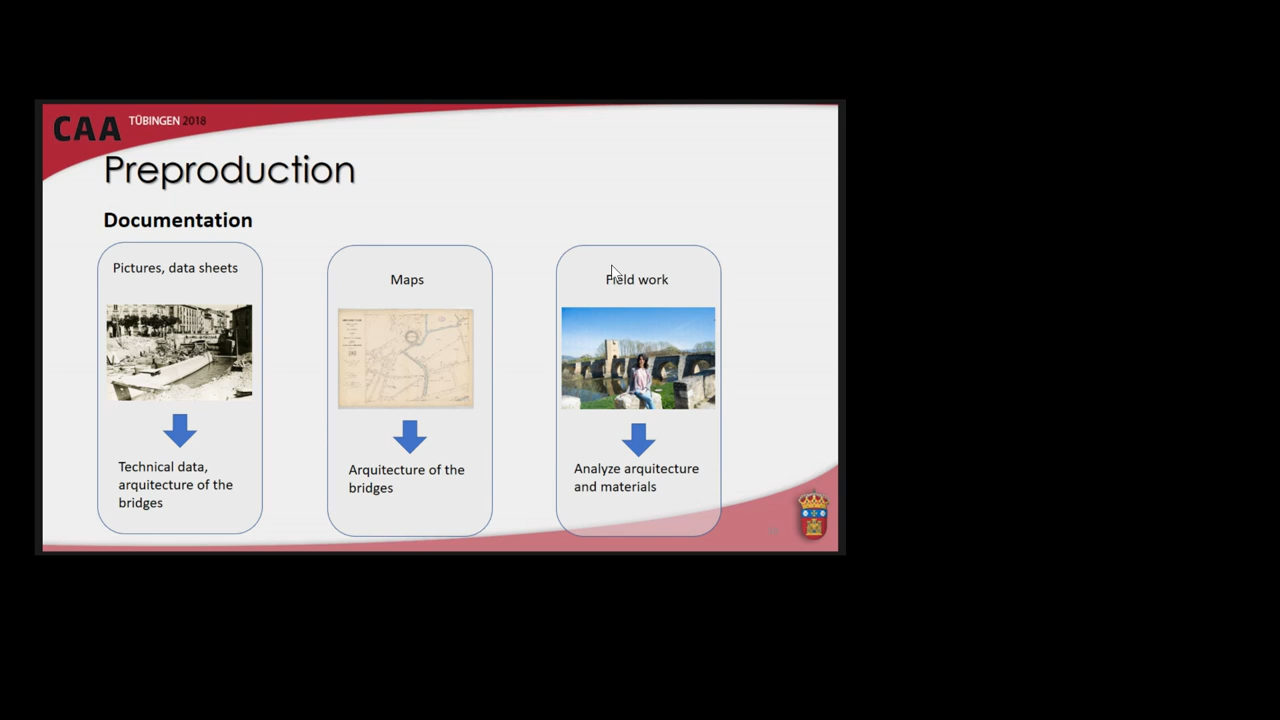 CAA TÜBINGEN 2018
Preproduction
Documentation
Pictures, data sheets
Technical data,
arquitecture of the
bridges
Maps
Arquitecture of the
bridges
Field work
Analyze arquitecture
and materials